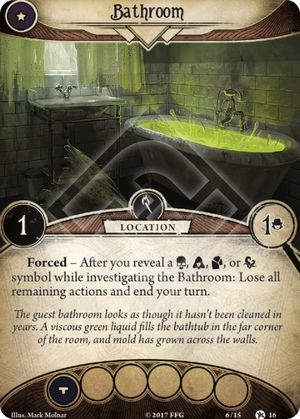 Bathroom
1
LOCATION
1
Forced – After you reveal a , , , or
symbol while investigating the Bathroom: Lose all
remaining actions and end your turn.
The guest bathroom looks as though it hasn't been cleaned in
years. A viscous green liquid fills the bathtub in the far corner
of the room, and mold has grown across the walls.
Illus. Mark Molnar
© 2017 FFG
6/15
16